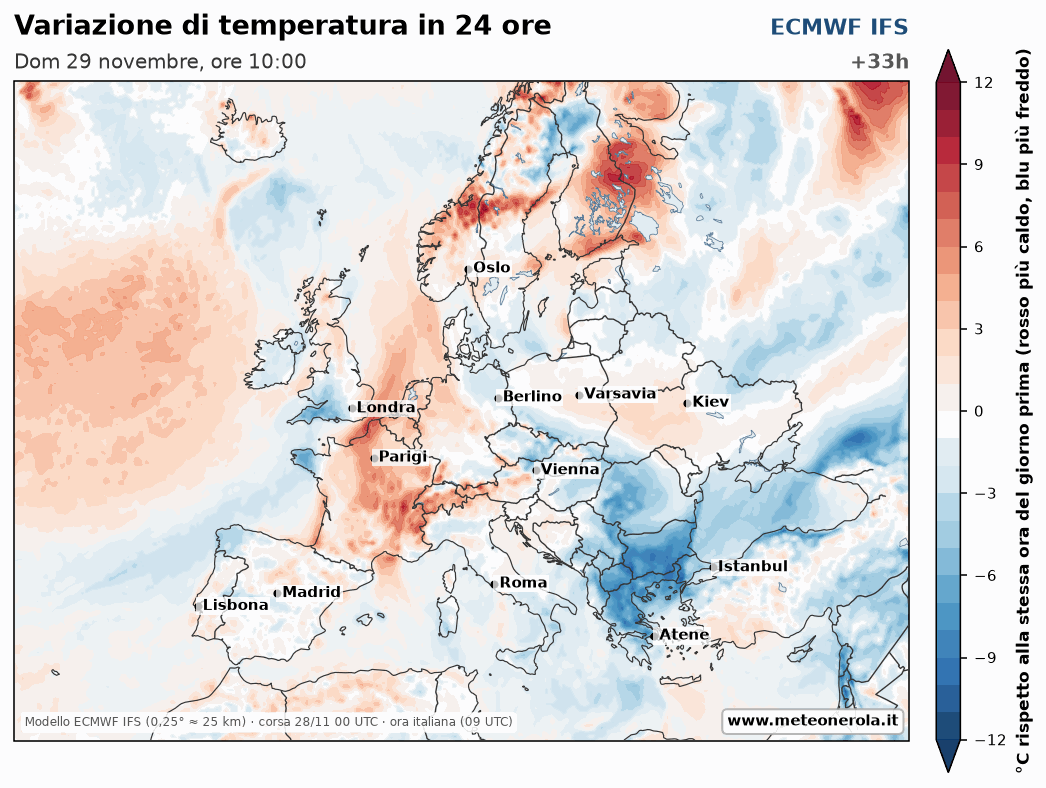 Variazione di temperatura in 24 ore
ECMWF IFS
Dom 29 novembre, ore 10:00
+33h
Oslo
Londra
Berlino
Varsavia
Kiev
Parigi
Vienna
Istanbul
Roma
Madrid
Lisbona
Atene
12
9
6
3
0
−3
−6
−9
−12
°C rispetto alla stessa ora del giorno prima (rosso più caldo, blu più freddo)
Modello ECMWF IFS (0,25° ≈ 25 km) · corsa 28/11 00 UTC · ora italiana (09 UTC)
www.meteonerola.it